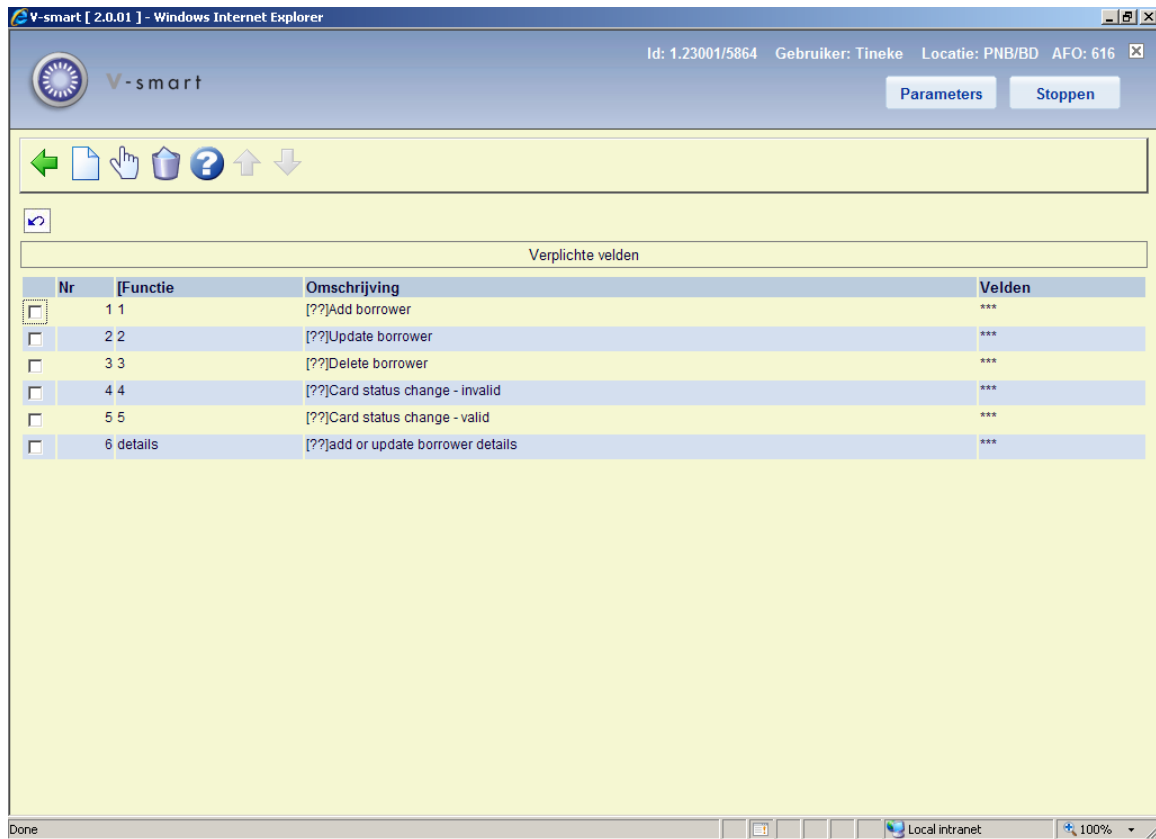 V-smart [ 2.0.01 ] - Windows Internet Explorer
Id: 1.23001/5864 Gebruiker: Tineke Locatie: PNB/BD AFO: 616
V-smart
Parameters Stoppen
Verplichte velden
Nr [Functie Omschrijving Velden
1 1 [??]Add borrower ***
2 2 [??]Update borrower ***
3 3 [??]Delete borrower ***
4 4 [??]Card status change - invalid ***
5 5 [??]Card status change - valid ***
6 details [??]add or update borrower details ***
Done Local intranet 100%